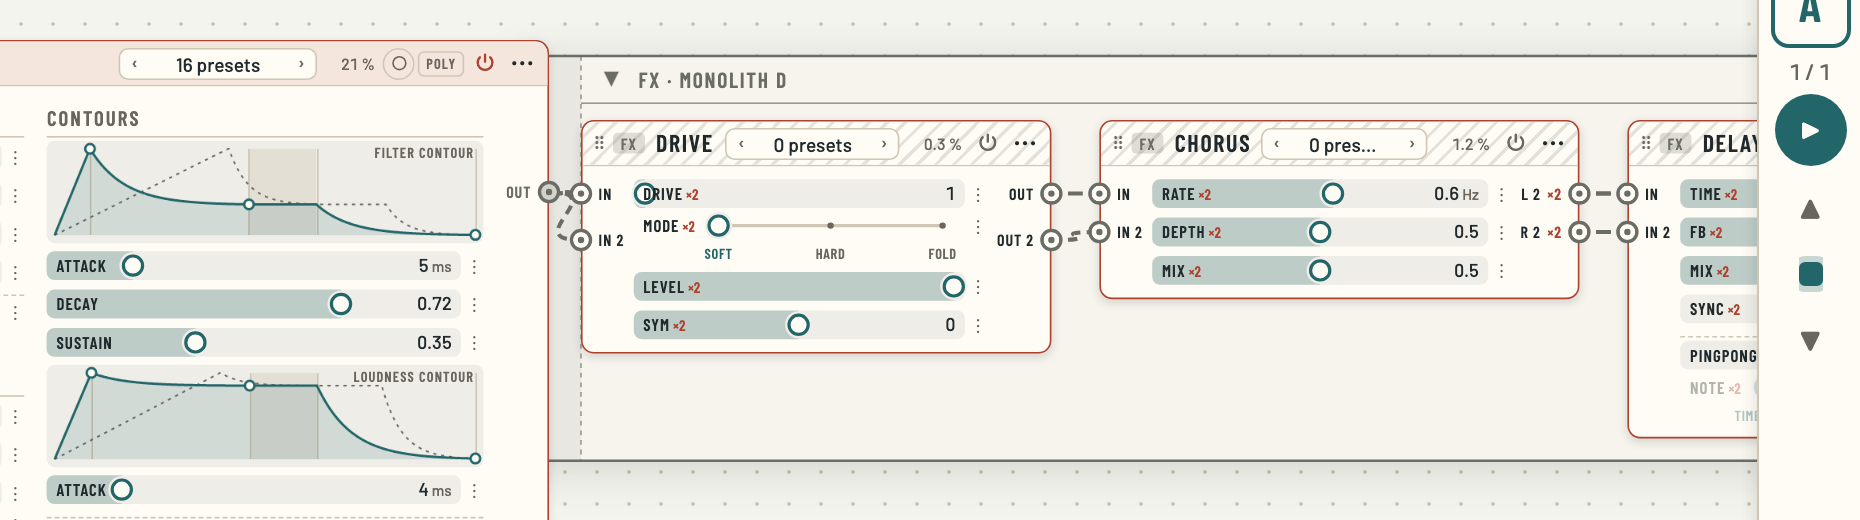 16 presets
21 %
POLY
CONTOURS
FILTER CONTOUR
ATTACK
5 ms
DECAY
0.72
SUSTAIN
0.35
LOUDNESS CONTOUR
ATTACK
4 ms
OUT
FX · MONOLITH D
FX
DRIVE
0 presets
0.3 %
IN
DRIVE ×2
1
OUT
MODE ×2
IN 2
OUT 2
SOFT
HARD
FOLD
LEVEL ×2
SYM ×2
0
FX
CHORUS
0 pres...
1.2 %
IN
RATE ×2
0.6 Hz
L 2 ×2
IN 2
DEPTH ×2
0.5
R 2 ×2
MIX ×2
0.5
FX
DELAY
IN
TIME ×2
IN 2
FB ×2
MIX ×2
SYNC ×2
PINGPONG
NOTE ×2
TIME
A
1 / 1